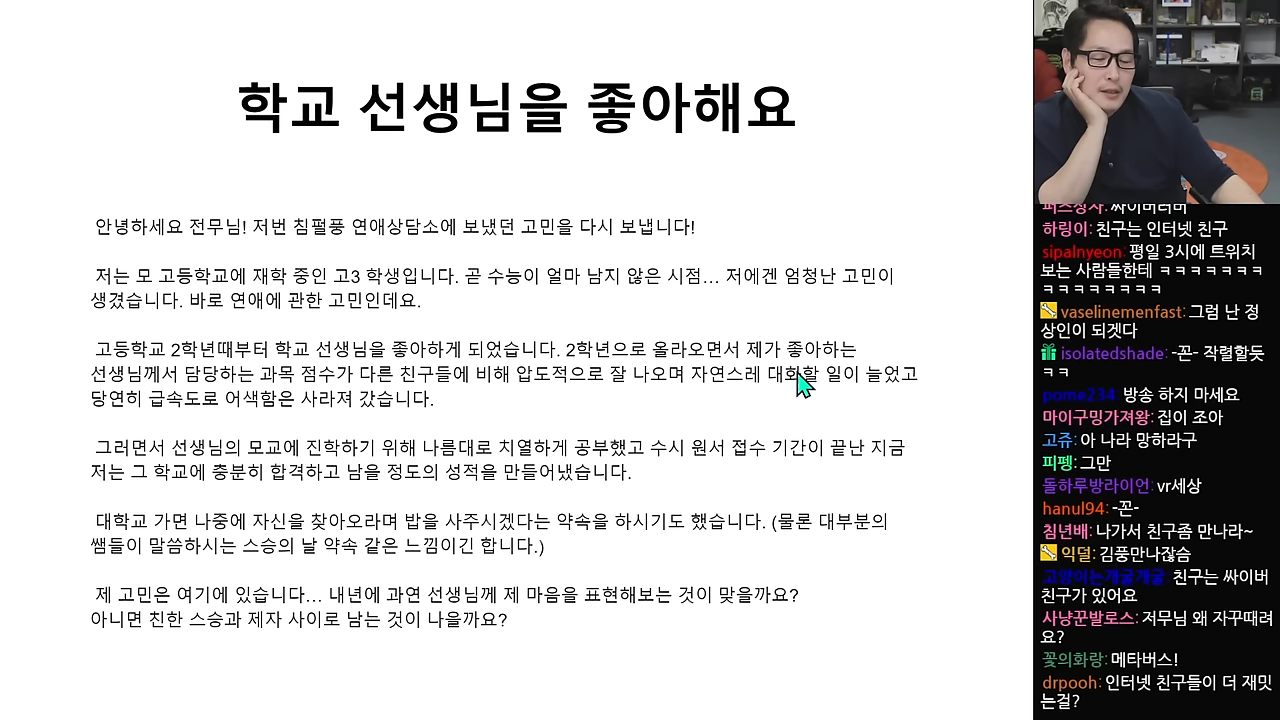 학교 선생님을 좋아해요
안녕하세요 전무님! 저번 침펄풍 연애상담소에 보냈던 고민을 다시 보냅니다!
저는 모 고등학교에 재학 중인 고3 학생입니다. 곧 수능이 얼마 남지 않은 시점... 저에겐 엄청난 고민이
생겼습니다. 바로 연애에 관한 고민인데요.
고등학교 2학년때부터 학교 선생님을 좋아하게 되었습니다. 2학년으로 올라오면서 제가 좋아하는
선생님께서 담당하는 과목 점수가 다른 친구들에 비해 압도적으로 잘 나오며 자연스레 대화할 일이 늘었고
당연히 급속도로 어색함은 사라져 갔습니다.
그러면서 선생님의 모교에 진학하기 위해 나름대로 치열하게 공부했고 수시 원서 접수 기간이 끝난 지금
저는 그 학교에 충분히 합격하고 남을 정도의 성적을 만들어냈습니다.
대학교 가면 나중에 자신을 찾아오라며 밥을 사주시겠다는 약속을 하시기도 했습니다. (물론 대부분의
쌤들이 말씀하시는 스승의 날 약속 같은 느낌이긴 합니다.)
제 고민은 여기에 있습니다... 내년에 과연 선생님께 제 마음을 표현해보는 것이 맞을까요?
아니면 친한 스승과 제자 사이로 남는 것이 나을까요?
싸이버러버
하링이: 친구는 인터넷 친구
sipalnyeon: 평일 3시에 트위치
보는 사람들한테 ㅋㅋㅋㅋㅋㅋㅋ
ㅋㅋㅋㅋㅋㅋㅋㅋ
vaselinemenfast: 그럼 난 정
상인이 되겟다
isolatedshade: -꼰- 작렬할듯
ㅋㅋ
pome234: 방송 하지 마세요
마이구밍가져왕: 집이 조아
고쥬: 아 나라 망하라구
피펭: 그만
돌하루방라이언: vr세상
hanul94: -꼰-
침년배: 나가서 친구좀 만나라~
익덜: 김풍만나잖슴
친구는 싸이버
친구가 있어요
사냥꾼발로스: 저무님 왜 자꾸때려
요?
꽃의화랑: 메타버스!
drpooh: 인터넷 친구들이 더 재밋
는걸?